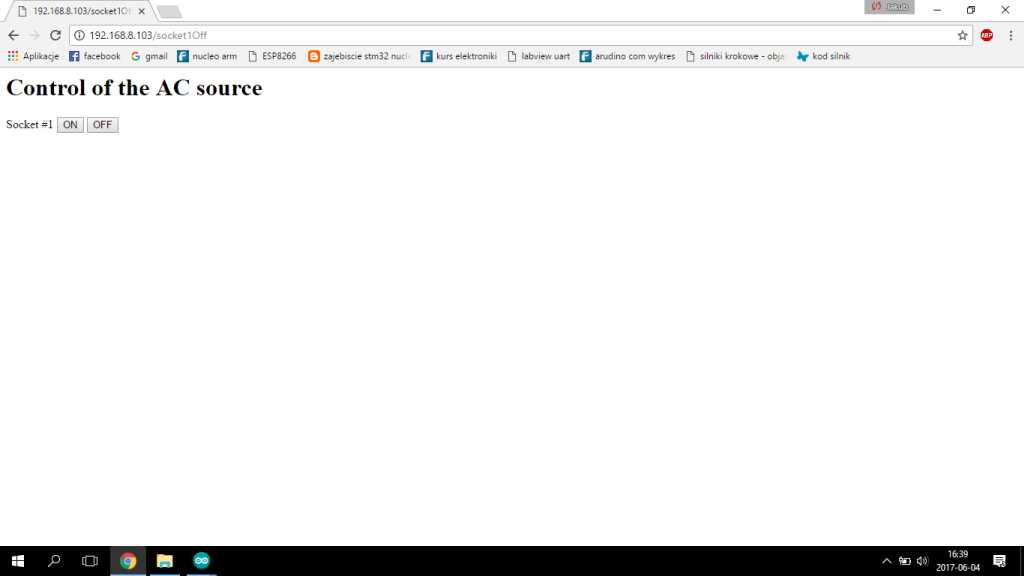 192.168.8.103/socket1Of
Jakub
192.168.8.103/socket1Off
Aplikacje facebook gmail nucleo arm ESP8266 zajebiscie stm32 nucle kurs elektroniki labview uart arudino com wykres silniki krokowe - obja kod silnik
Control of the AC source
Socket #1 ON OFF
16:39
2017-06-04